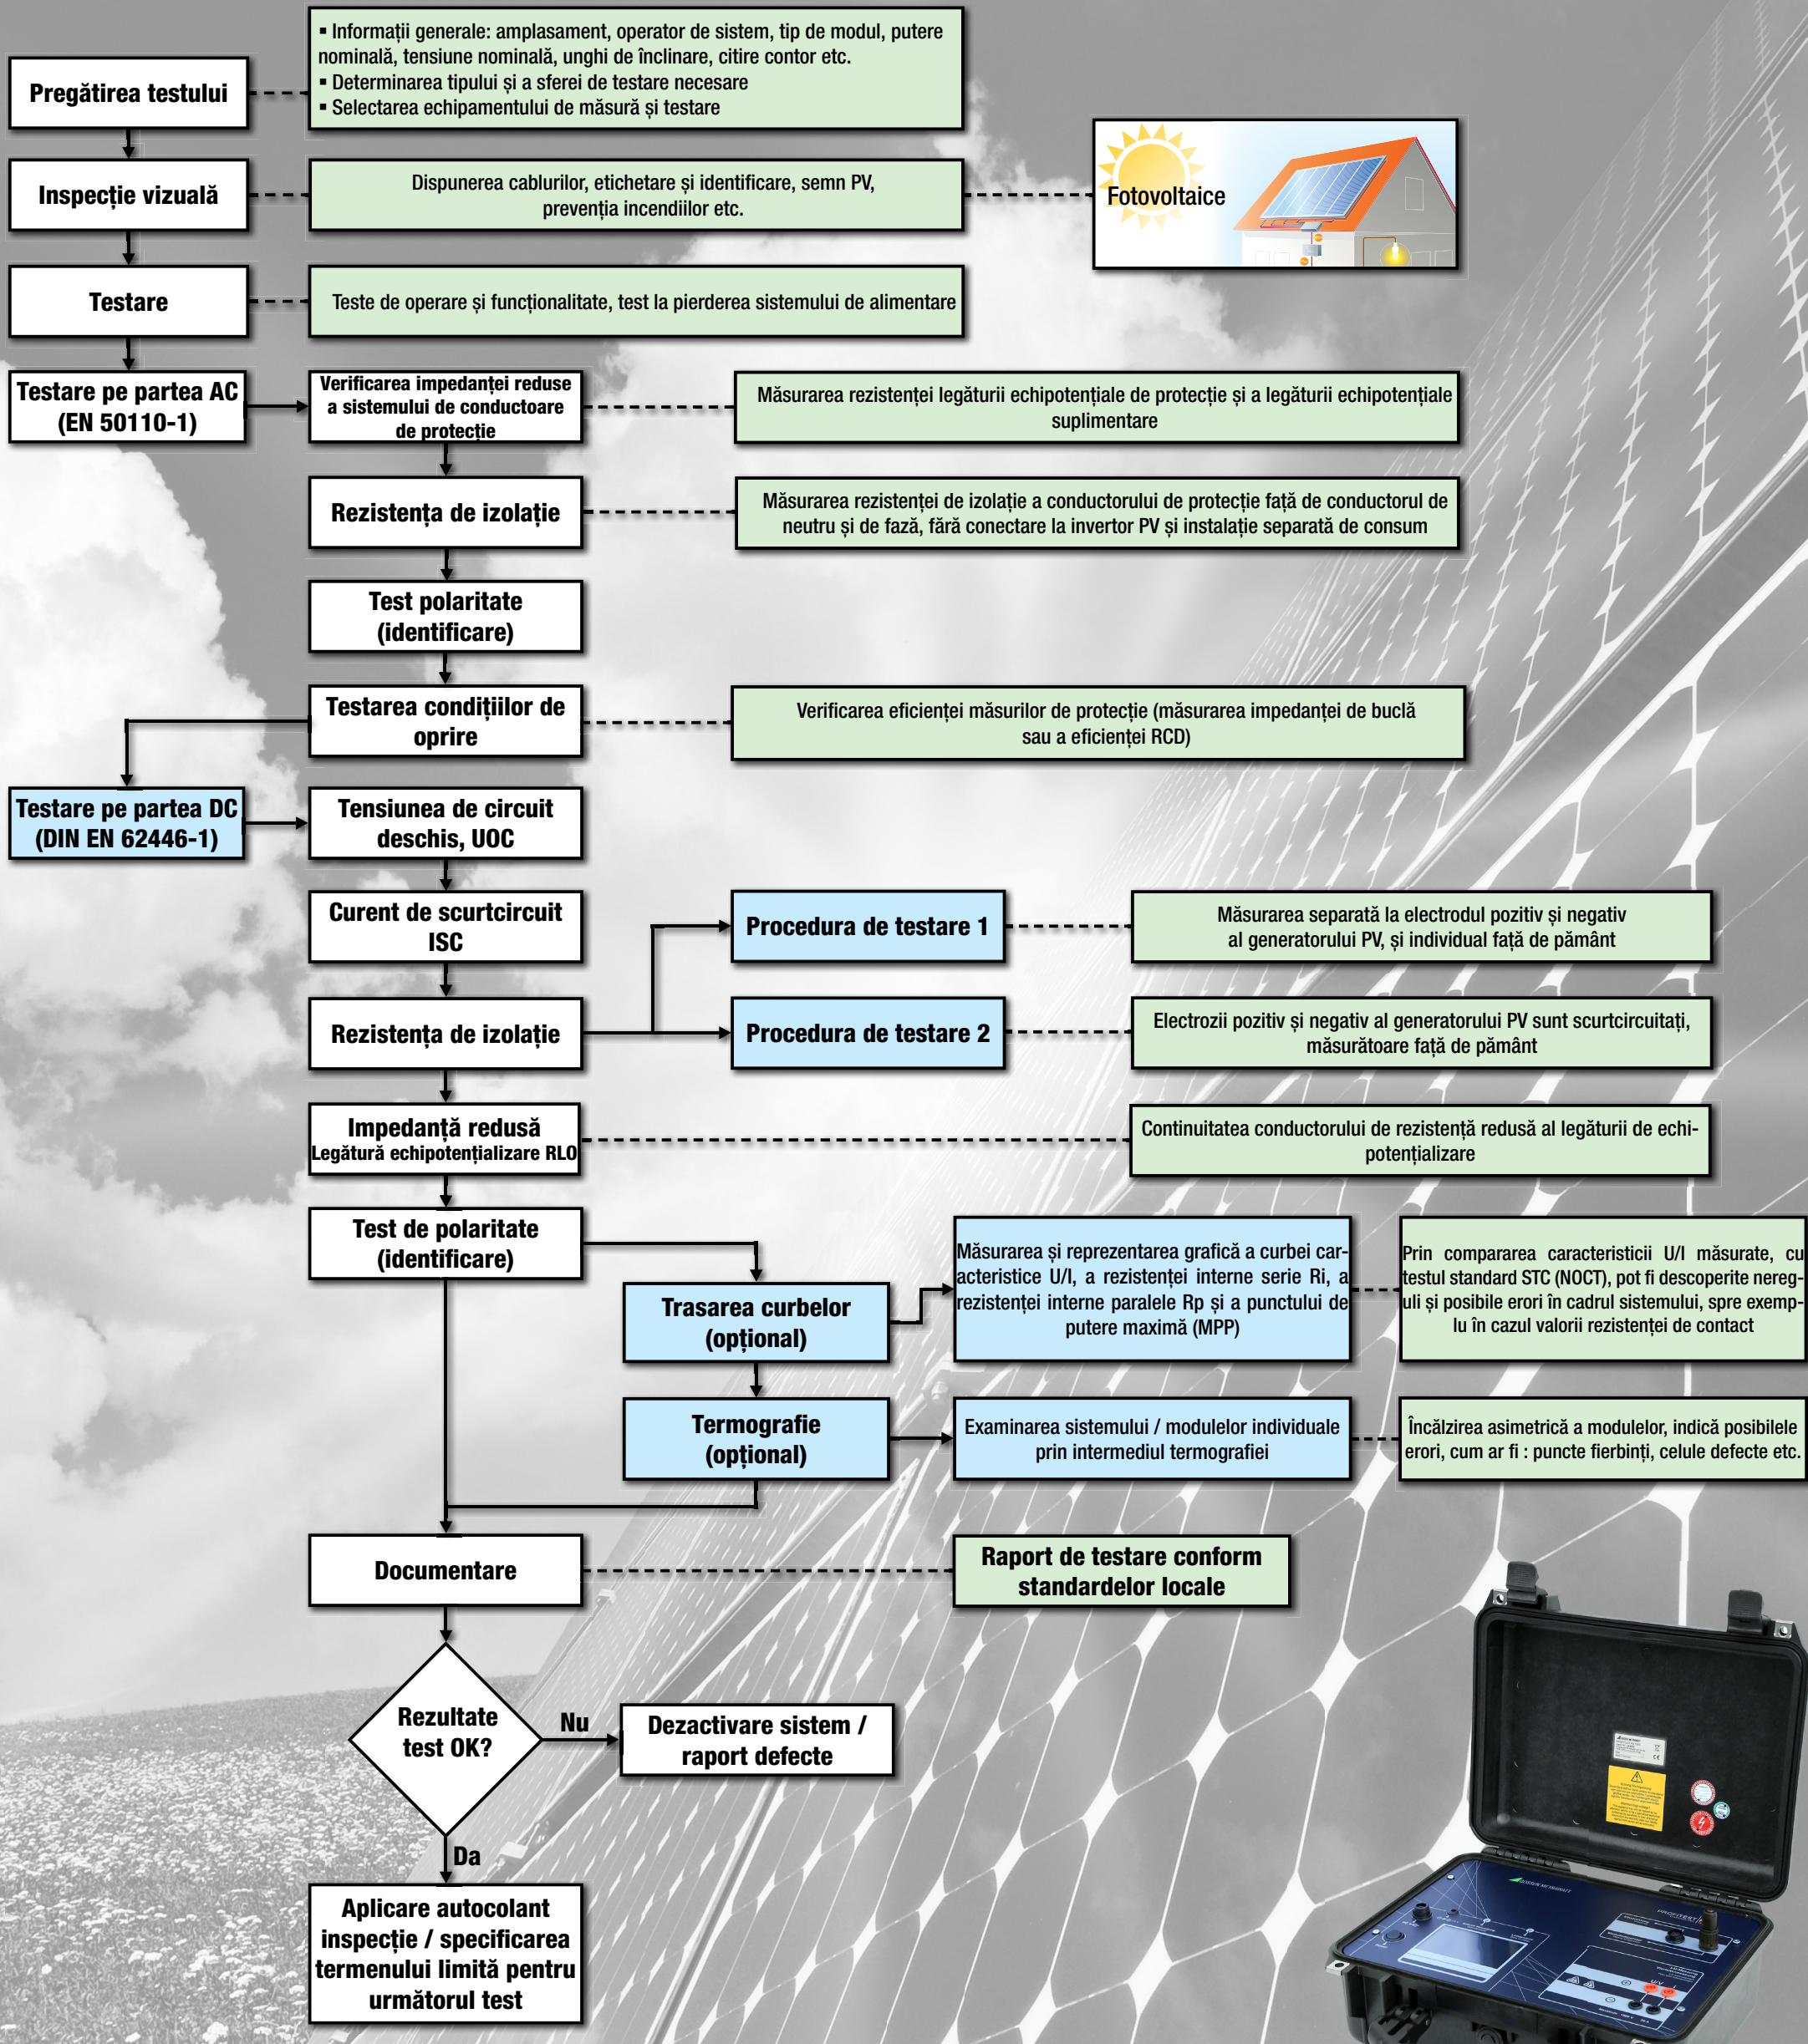 ▪ Informații generale: amplasament, operator de sistem, tip de modul, putere
nominală, tensiune nominală, unghi de înclinare, citire contor etc.
▪ Determinarea tipului și a sferei de testare necesare
▪ Selectarea echipamentului de măsură și testare
Pregătirea testului
Inspecție vizuală
Dispunerea cablurilor, etichetare și identificare, semn PV,
prevenția incendiilor etc.
Fotovoltaice
Testare
Teste de operare și funcționalitate, test la pierderea sistemului de alimentare
Testare pe partea AC
(EN 50110-1)
Verificarea impedanței reduse
a sistemului de conductoare
de protecție
Măsurarea rezistenței legăturii echipotențiale de protecție și a legăturii echipotențiale
suplimentare
Rezistența de izolație
Măsurarea rezistenței de izolație a conductorului de protecție față de conductorul de
neutru și de fază, fără conectare la invertor PV și instalație separată de consum
Test polaritate
(identificare)
Testarea condițiilor de
oprire
Verificarea eficienței măsurilor de protecție (măsurarea impedanței de buclă
sau a eficienței RCD)
Testare pe partea DC
(DIN EN 62446-1)
Tensiunea de circuit
deschis, UOC
Curent de scurtcircuit
ISC
Procedura de testare 1
Măsurarea separată la electrodul pozitiv și negativ
al generatorului PV, și individual față de pământ
Rezistența de izolație
Procedura de testare 2
Electrozii pozitiv și negativ al generatorului PV sunt scurtcircuitați,
măsurătoare față de pământ
Impedanță redusă
Legătură echipotențializare RLO
Continuitatea conductorului de rezistență redusă al legăturii de echi-
potențializare
Test de polaritate
(identificare)
Trasarea curbelor
(opțional)
Măsurarea și reprezentarea grafică a curbei car-
acteristice U/I, a rezistenței interne serie Ri, a
rezistenței interne paralele Rp și a punctului de
putere maximă (MPP)
Prin compararea caracteristicii U/I măsurate, cu
testul standard STC (NOCT), pot fi descoperite nereg-
uli și posibile erori în cadrul sistemului, spre exemp-
lu în cazul valorii rezistenței de contact
Termografie
(opțional)
Examinarea sistemului / modulelor individuale
prin intermediul termografiei
Încălzirea asimetrică a modulelor, indică posibilele
erori, cum ar fi : puncte fierbinți, celule defecte etc.
Documentare
Raport de testare conform
standardelor locale
Rezultate
test OK?
Nu
Dezactivare sistem /
raport defecte
Da
Aplicare autocolant
inspecție / specificarea
termenului limită pentru
următorul test
GOSSEN METRAWATT
PROFITEST